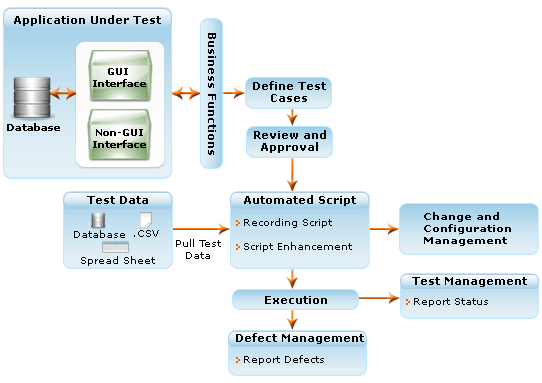 Application Under Test
GUI
Interface
Database
Non-GUI
Interface
Business Functions
Define Test
Cases
Review and
Approval
Test Data
Database
.CSV
Spread Sheet
Pull Test
Data
Automated Script
Recording Script
Script Enhancement
Change and
Configuration
Management
Execution
Test Management
Report Status
Defect Management
Report Defects